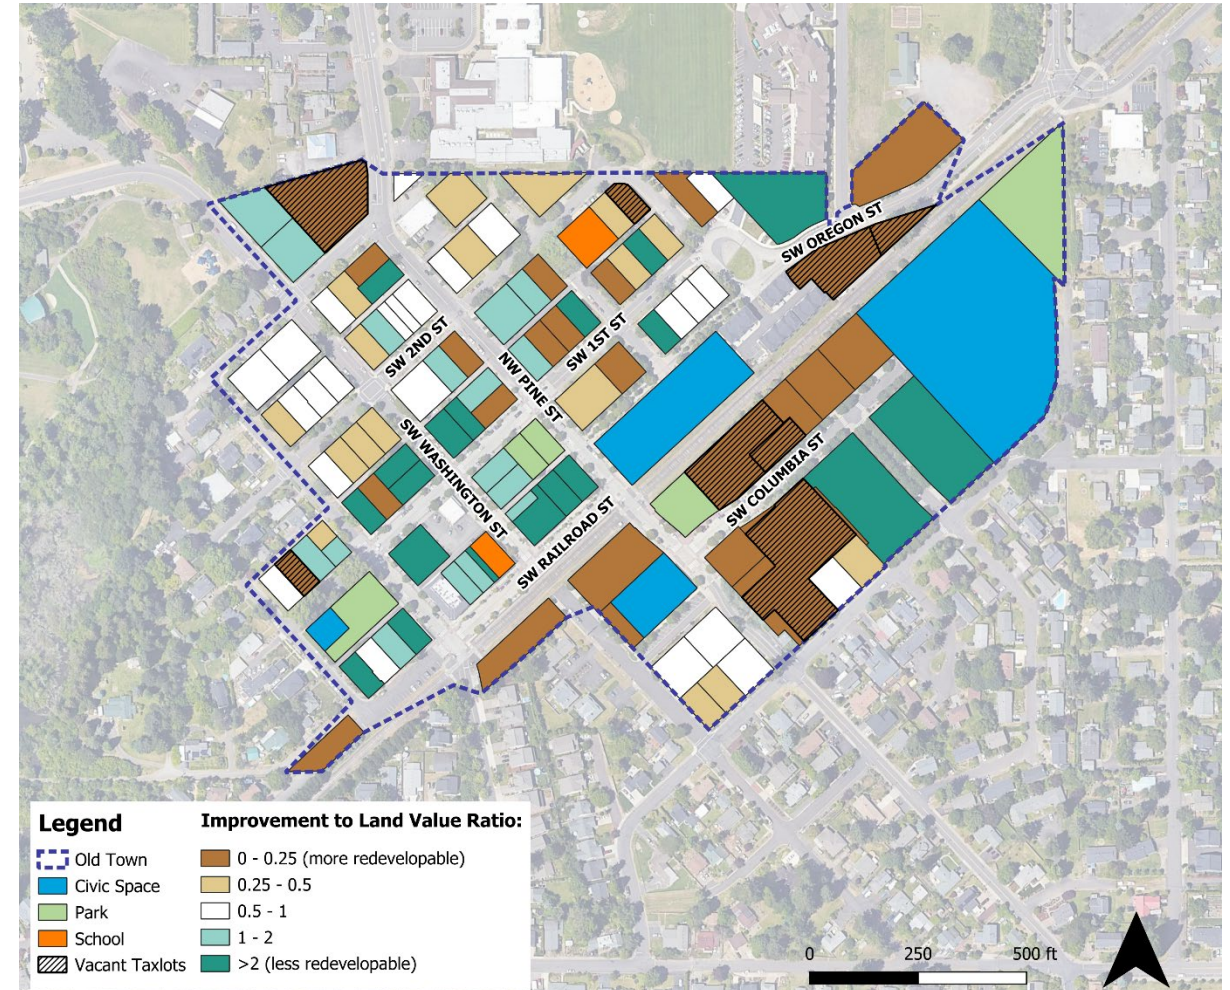 SW OREGON ST
SW 2ND ST
SW 1ST ST
NW PINE ST
SW WASHINGTON ST
SW COLUMBIA ST
SW RAILROAD ST
Legend
Old Town
Civic Space
Park
School
Vacant Taxlots
Improvement to Land Value Ratio:
0 - 0.25 (more redevelopable)
0.25 - 0.5
0.5 - 1
1 - 2
>2 (less redevelopable)
0 250 500 ft